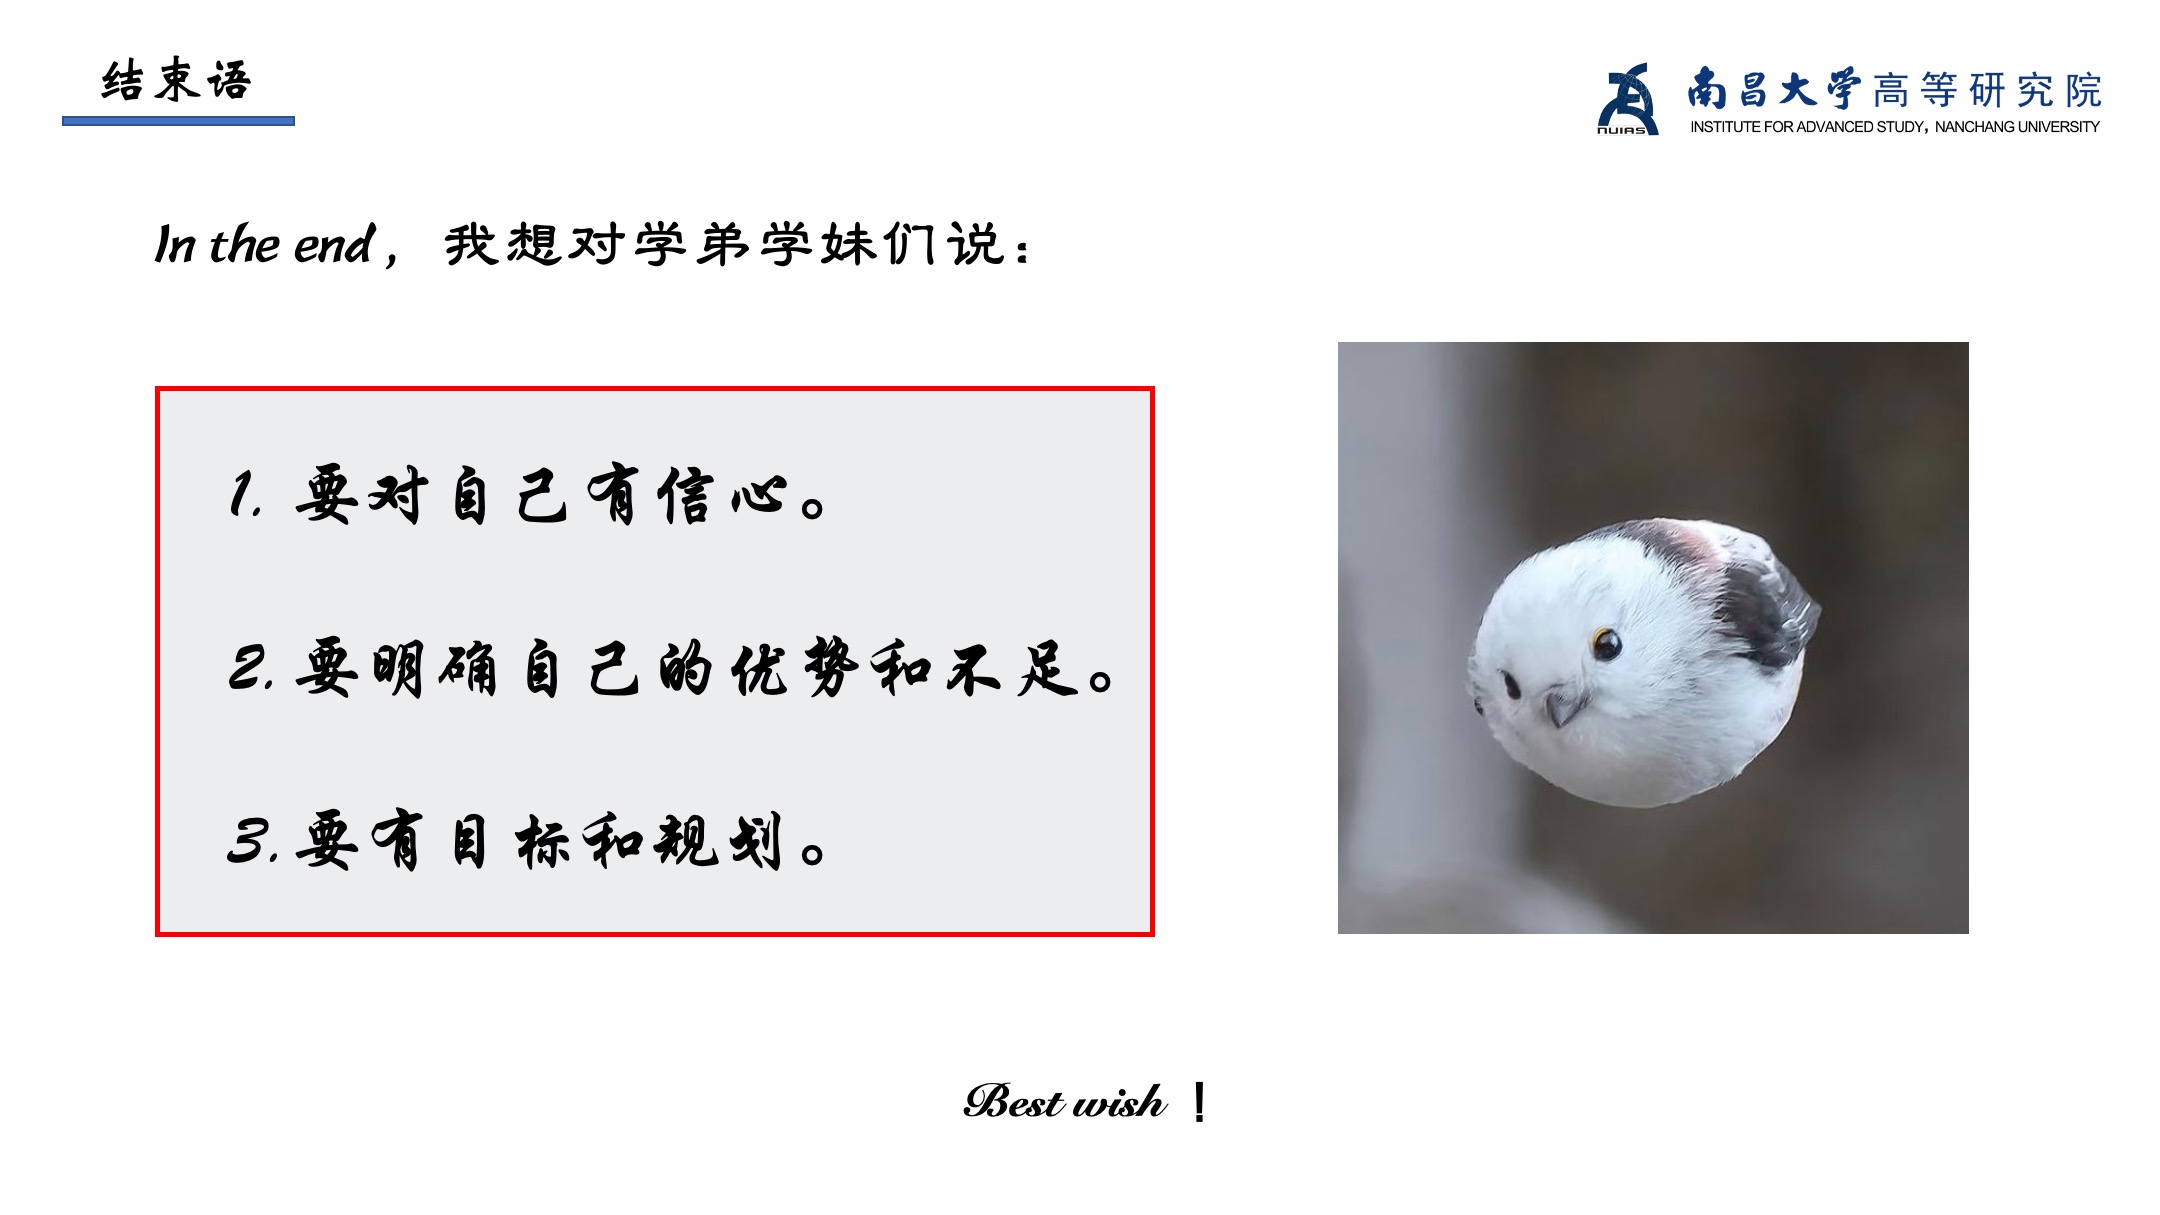 结束语
NUIAS
南昌大学高等研究院
INSTITUTE FOR ADVANCED STUDY, NANCHANG UNIVERSITY
In the end，我想对学弟学妹们说：
1. 要对自己有信心。
2. 要明确自己的优势和不足。
3. 要有目标和规划。
Best wish！